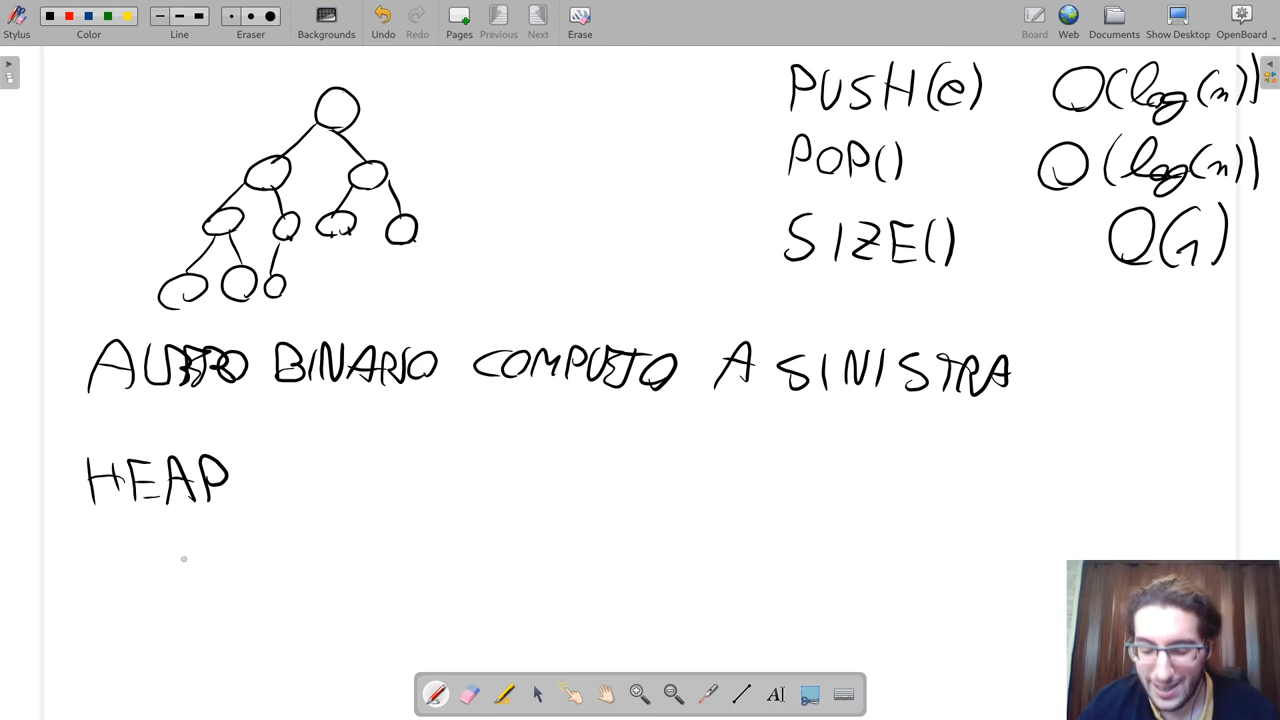 Stylus Color Line Eraser Backgrounds Undo Redo Pages Previous Next Erase Board Web Documents Show Desktop OpenBoard
PUSH(e) O(log(n))
POP() O(log(n))
SIZE() O(1)
ALBERO BINARIO COMPLETO A SINISTRA
HEAP